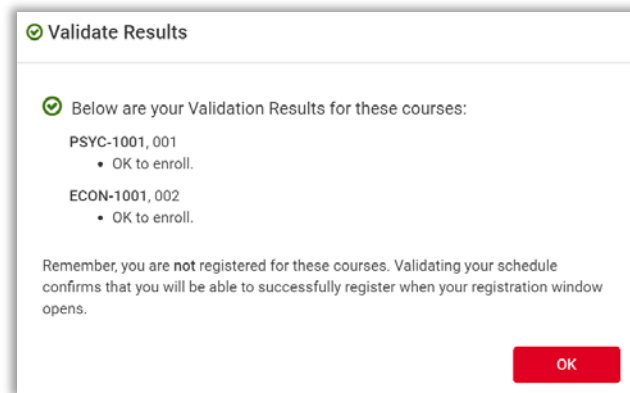 Validate Results
Below are your Validation Results for these courses:
PSYC-1001, 001
• OK to enroll.
ECON-1001, 002
• OK to enroll.
Remember, you are not registered for these courses. Validating your schedule
confirms that you will be able to successfully register when your registration window
opens.
OK